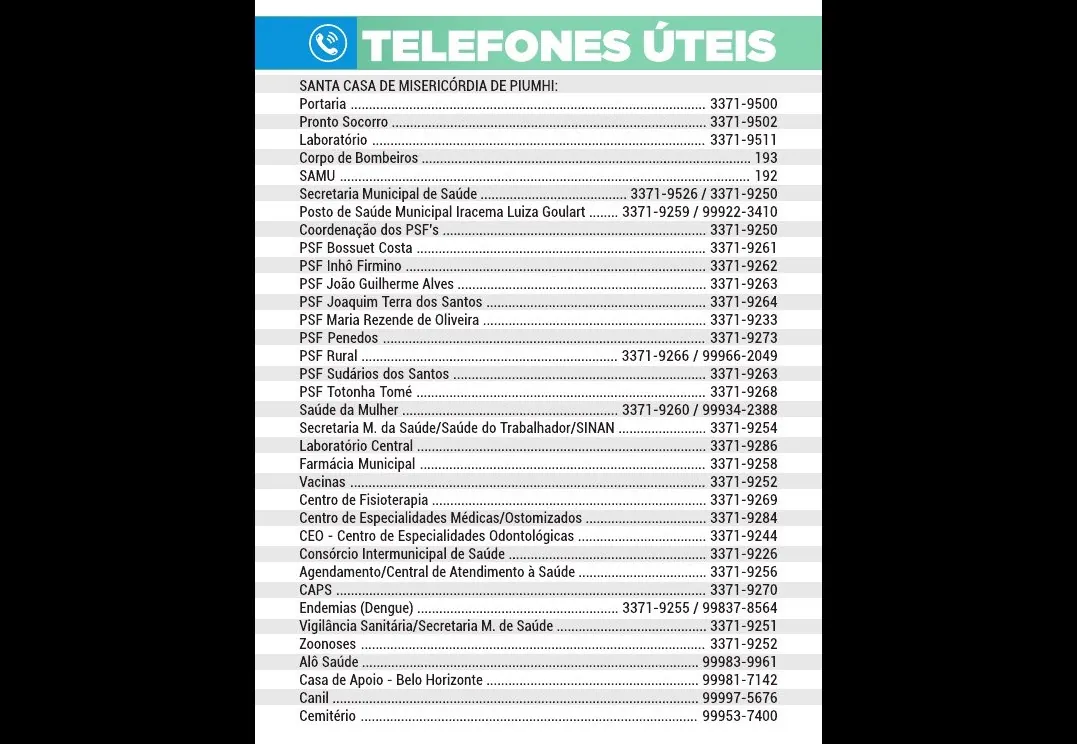 TELEFONES ÚTEIS
SANTA CASA DE MISERICÓRDIA DE PIUMHI:
Portaria ........................................................................................ 3371-9500
Pronto Socorro .............................................................................. 3371-9502
Laboratório ................................................................................... 3371-9511
Corpo de Bombeiros .................................................................................. 193
SAMU ...................................................................................................... 192
Secretaria Municipal de Saúde .................................... 3371-9526 / 3371-9250
Posto de Saúde Municipal Iracema Luiza Goulart ........ 3371-9259 / 99922-3410
Coordenação dos PSF's ................................................................. 3371-9250
PSF Bossuet Costa ........................................................................ 3371-9261
PSF Inhô Firmino ........................................................................... 3371-9262
PSF João Guilherme Alves .............................................................. 3371-9263
PSF Joaquim Terra dos Santos ...................................................... 3371-9264
PSF Maria Rezende de Oliveira ....................................................... 3371-9233
PSF Penedos ................................................................................ 3371-9273
PSF Rural ................................................................ 3371-9266 / 99966-2049
PSF Sudários dos Santos ............................................................... 3371-9263
PSF Totonha Tomé ........................................................................ 3371-9268
Saúde da Mulher ...................................................... 3371-9260 / 99934-2388
Secretaria M. da Saúde/Saúde do Trabalhador/SINAN ...................... 3371-9254
Laboratório Central ........................................................................ 3371-9286
Farmácia Municipal ....................................................................... 3371-9258
Vacinas ........................................................................................ 3371-9252
Centro de Fisioterapia .................................................................... 3371-9269
Centro de Especialidades Médicas/Ostomizados .............................. 3371-9284
CEO - Centro de Especialidades Odontológicas ................................ 3371-9244
Consórcio Intermunicipal de Saúde ................................................. 3371-9226
Agendamento/Central de Atendimento à Saúde ................................ 3371-9256
CAPS ............................................................................................ 3371-9270
Endemias (Dengue) .................................................. 3371-9255 / 99837-8564
Vigilância Sanitária/Secretaria M. de Saúde ..................................... 3371-9251
Zoonoses ...................................................................................... 3371-9252
Alô Saúde .................................................................................... 99983-9961
Casa de Apoio - Belo Horizonte ..................................................... 99981-7142
Canil ........................................................................................... 99997-5676
Cemitério .................................................................................... 99953-7400